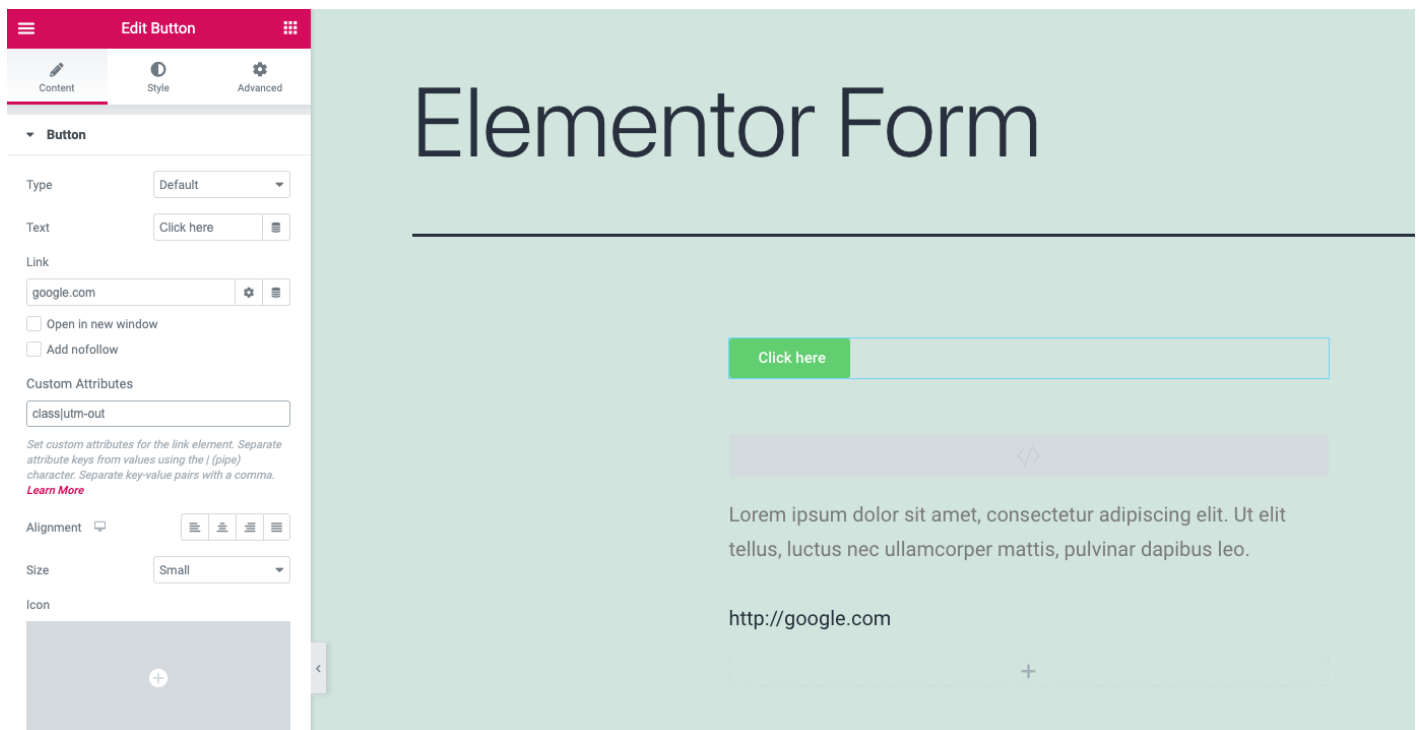 Edit Button
Content
Style
Advanced
Button
Type
Default
Text
Click here
Link
google.com
Open in new window
Add nofollow
Custom Attributes
class|utm-out
Set custom attributes for the link element. Separate
attribute keys from values using the | (pipe)
character. Separate key-value pairs with a comma.
Learn More
Alignment
Size
Small
Icon
Elementor Form
Click here
Lorem ipsum dolor sit amet, consectetur adipiscing elit. Ut elit
tellus, luctus nec ullamcorper mattis, pulvinar dapibus leo.
http://google.com